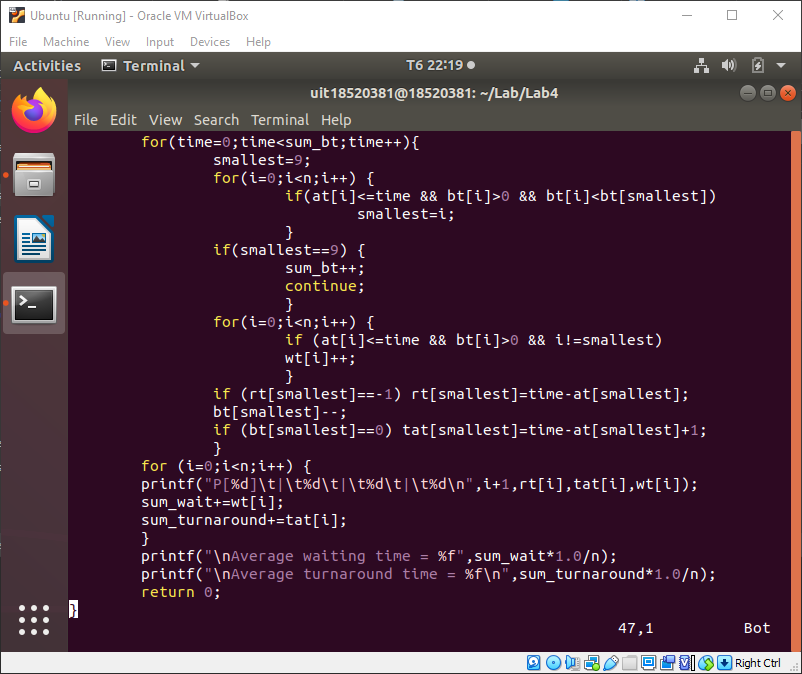 Ubuntu [Running] - Oracle VM VirtualBox
File Machine View Input Devices Help
Activities Terminal T6 22:19
uit18520381@18520381: ~/Lab/Lab4
File Edit View Search Terminal Help
for(time=0;time<sum_bt;time++){
smallest=9;
for(i=0;i<n;i++) {
if(at[i]<=time && bt[i]>0 && bt[i]<bt[smallest])
smallest=i;
}
if(smallest==9) {
sum_bt++;
continue;
}
for(i=0;i<n;i++) {
if (at[i]<=time && bt[i]>0 && i!=smallest)
wt[i]++;
}
if (rt[smallest]==-1) rt[smallest]=time-at[smallest];
bt[smallest]--;
if (bt[smallest]==0) tat[smallest]=time-at[smallest]+1;
}
for (i=0;i<n;i++) {
printf("P[%d]\t|\t%d\t|\t%d\t|\t%d\n",i+1,rt[i],tat[i],wt[i]);
sum_wait+=wt[i];
sum_turnaround+=tat[i];
}
printf("\nAverage waiting time = %f",sum_wait*1.0/n);
printf("\nAverage turnaround time = %f\n",sum_turnaround*1.0/n);
return 0;
}
47,1 Bot
Right Ctrl